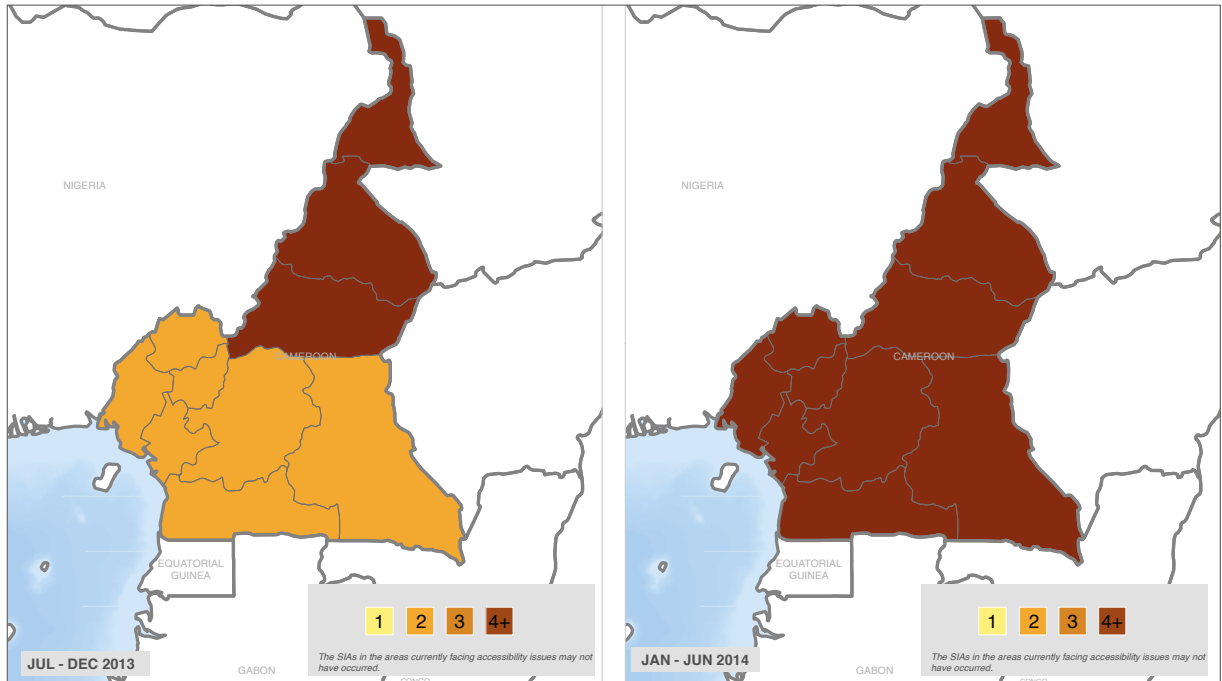 NIGERIA
CAMEROON
EQUATORIAL
GUINEA
GABON
CONGO
1 2 3 4+
The SIAs in the areas currently facing accessibility issues may not
have occurred.
JUL - DEC 2013
NIGERIA
CAMEROON
EQUATORIAL
GUINEA
GABON
CONGO
1 2 3 4+
The SIAs in the areas currently facing accessibility issues may not
have occurred.
JAN - JUN 2014